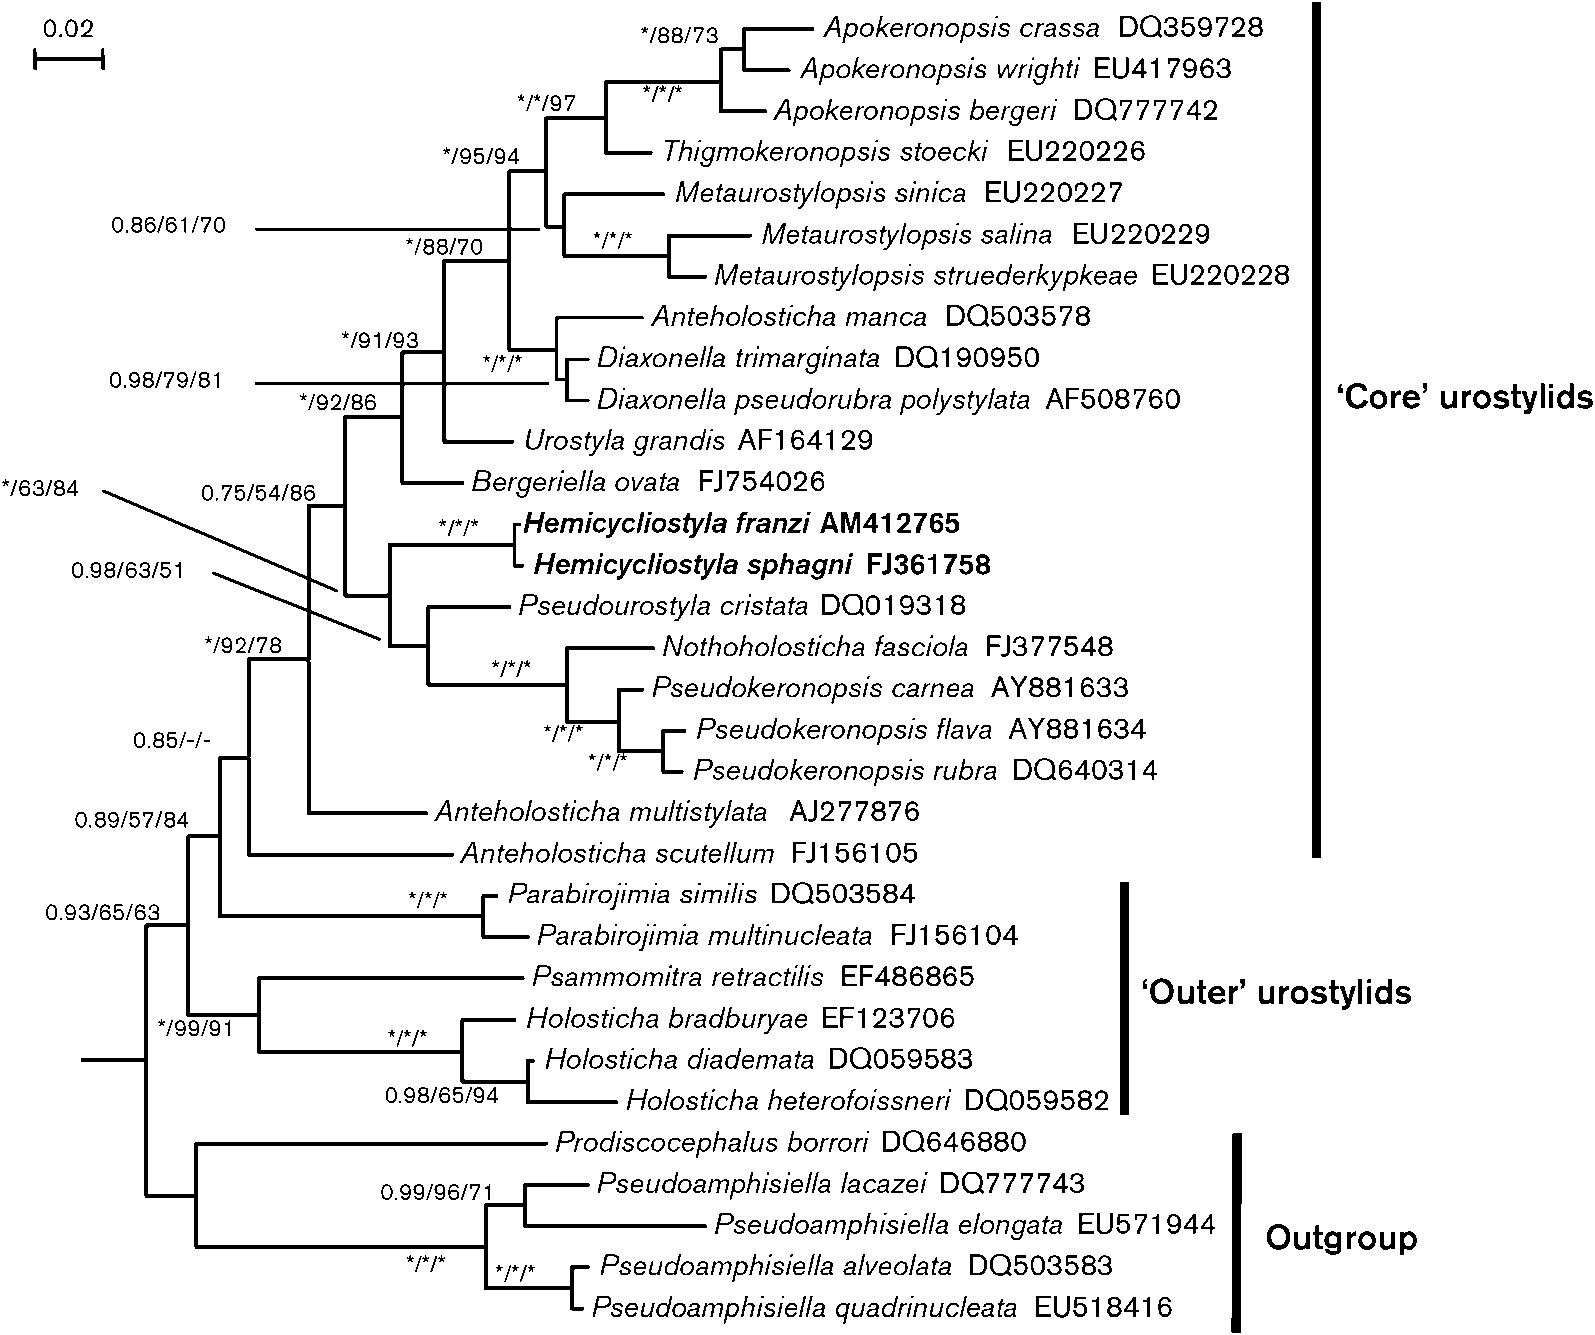 0.02
*/88/73
Apokeronopsis crassa DQ359728
Apokeronopsis wrighti EU417963
*/*/*
*/*/97
Apokeronopsis bergeri DQ777742
*/95/94
Thigmokeronopsis stoecki EU220226
Metaurostylopsis sinica EU220227
0.86/61/70
*/88/70
*/*/*
Metaurostylopsis salina EU220229
Metaurostylopsis struederkypkeae EU220228
Anteholosticha manca DQ503578
*/91/93
*/*/*
Diaxonella trimarginata DQ190950
0.98/79/81
*/92/86
Diaxonella pseudorubra polystylata AF508760
'Core' urostylids
Urostyla grandis AF164129
*/63/84
0.75/54/86
Bergeriella ovata FJ754026
*/*/*
Hemicycliostyla franzi AM412765
0.98/63/51
Hemicycliostyla sphagni FJ361758
Pseudourostyla cristata DQ019318
*/92/78
Nothoholosticha fasciola FJ377548
*/*/*
Pseudokeronopsis carnea AY881633
0.85/-/-
*/*/*
Pseudokeronopsis flava AY881634
*/*/*
Pseudokeronopsis rubra DQ640314
0.89/57/84
Anteholosticha multistylata AJ277876
Anteholosticha scutellum FJ156105
0.93/65/63
*/*/*
Parabirojimia similis DQ503584
Parabirojimia multinucleata FJ156104
Psammomitra retractilis EF486865
'Outer' urostylids
*/99/91
*/*/*
Holosticha bradburyae EF123706
Holosticha diademata DQ059583
0.98/65/94
Holosticha heterofoissneri DQ059582
Prodiscocephalus borrori DQ646880
0.99/96/71
Pseudoamphisiella lacazei DQ777743
Pseudoamphisiella elongata EU571944
Outgroup
*/*/*
*/*/*
Pseudoamphisiella alveolata DQ503583
Pseudoamphisiella quadrinucleata EU518416